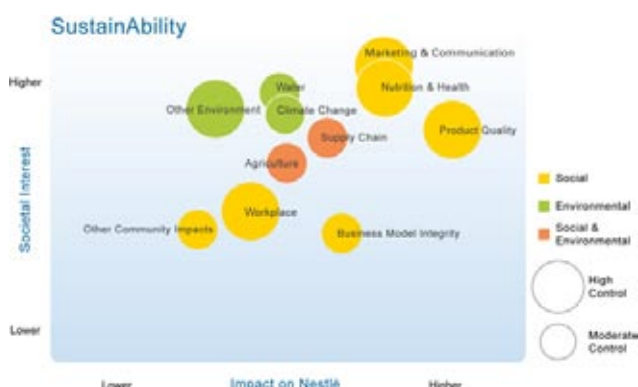 SustainAbility
Marketing & Communication
Higher
Water
Nutrition & Health
Other Environment
Climate Change
Product Quality
Supply Chain
Agriculture
Social
Environmental
Social &
Environmental
Societal Interest
Workplace
Other Community Impacts
Business Model Integrity
High
Control
Lower
Moderate
Control
Lower
Impact on Nestlé
Higher